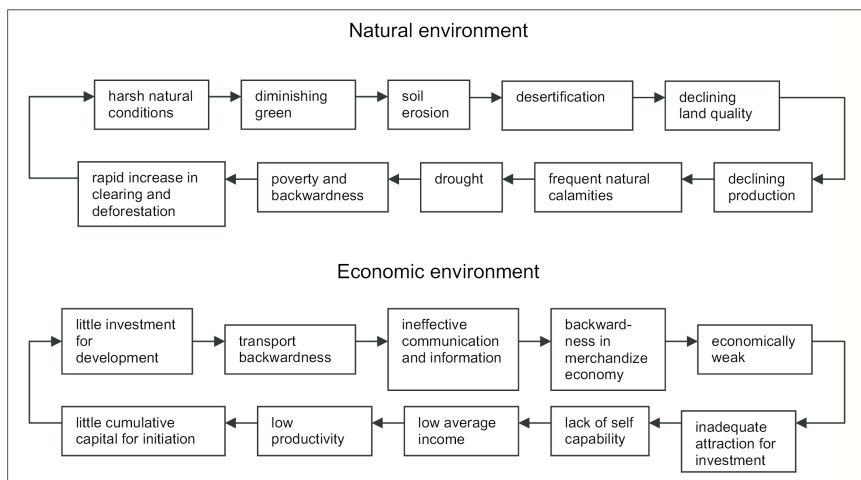 Natural environment
harsh natural
conditions
diminishing
green
soil
erosion
desertification
declining
land quality
rapid increase in
clearing and
deforestation
poverty and
backwardness
drought
frequent natural
calamities
declining
production
Economic environment
little investment
for
development
transport
backwardness
ineffective
communication
and information
backward-
ness in
merchandize
economy
economically
weak
little cumulative
capital for initiation
low
productivity
low average
income
lack of self
capability
inadequate
attraction for
investment